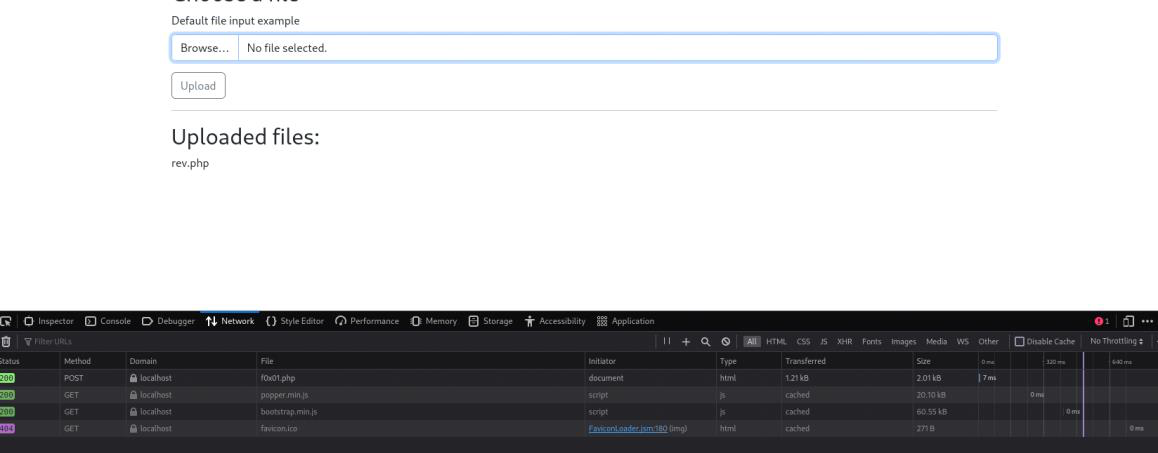 Default file input example
Browse... No file selected.
Upload
Uploaded files:
rev.php
Inspector Console Debugger Network Style Editor Performance Memory Storage Accessibility Application 1
Filter URLs All HTML CSS JS XHR Fonts Images Media WS Other Disable Cache No Throttling
Status Method Domain File Initiator Type Transferred Size 0 ms 320 ms 640 ms
200 POST localhost f0x01.php document html 1.21 kB 2.01 kB 7 ms
200 GET localhost popper.min.js script js cached 20.10 kB 0 ms
200 GET localhost bootstrap.min.js script js cached 60.55 kB 0 ms
404 GET localhost favicon.ico FaviconLoader.jsm:180 (img) html cached 271 B 0 ms